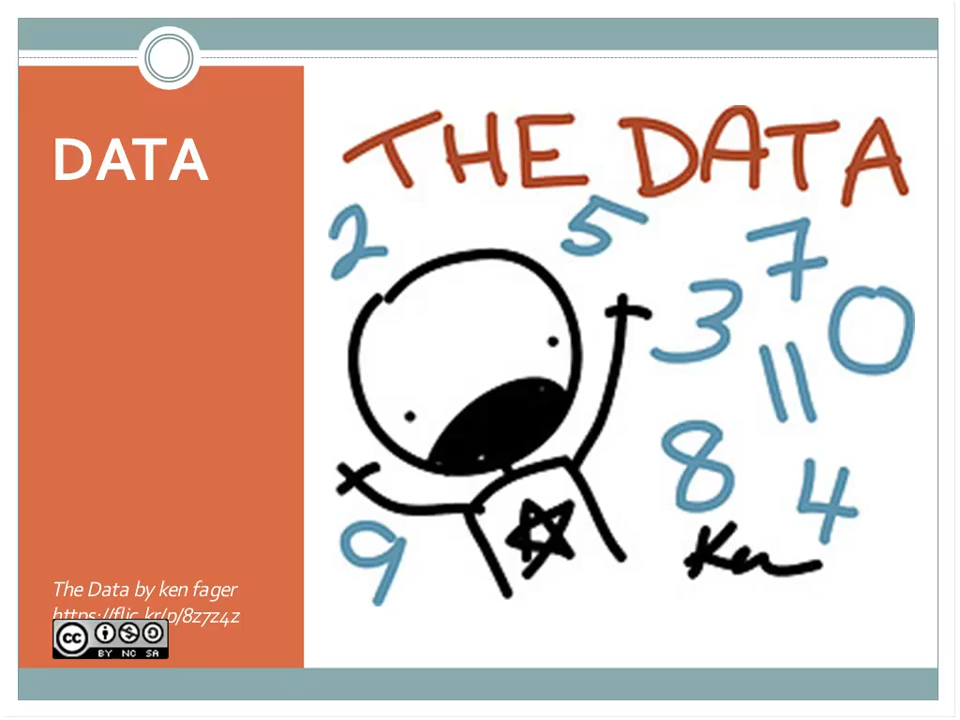 DATA
THE DATA
2
5
7
3
0
11
8
4
9
Ken
The Data by ken fager
https://flic.kr/p/8z7z4z
cc
BY NC SA